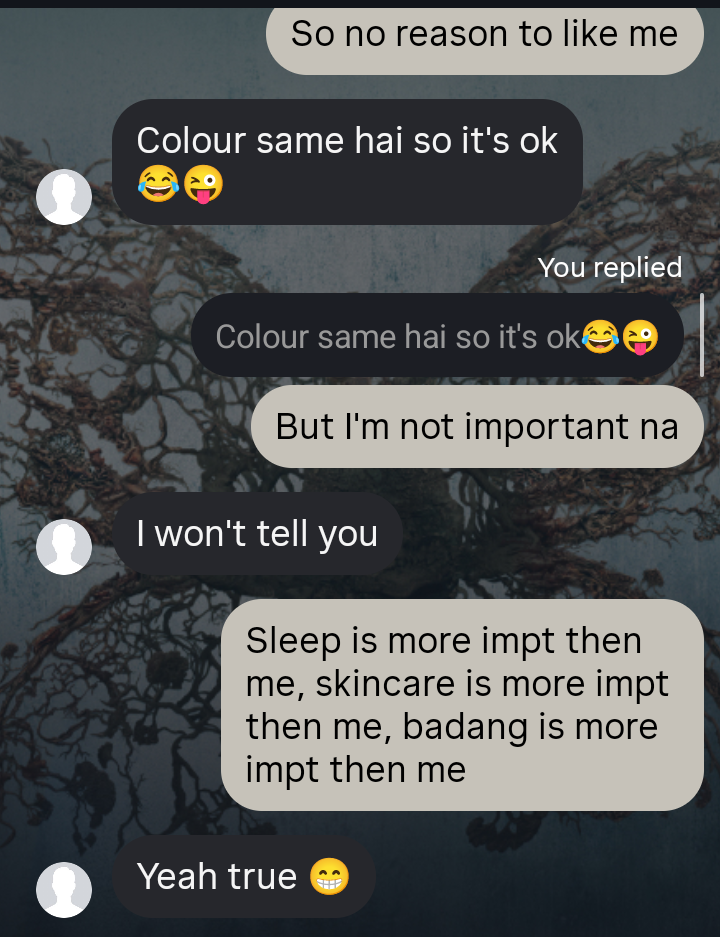 So no reason to like me
Colour same hai so it's ok
😂😜
You replied
Colour same hai so it's ok😂😜
But I'm not important na
I won't tell you
Sleep is more impt then
me, skincare is more impt
then me, badang is more
impt then me
Yeah true 😁